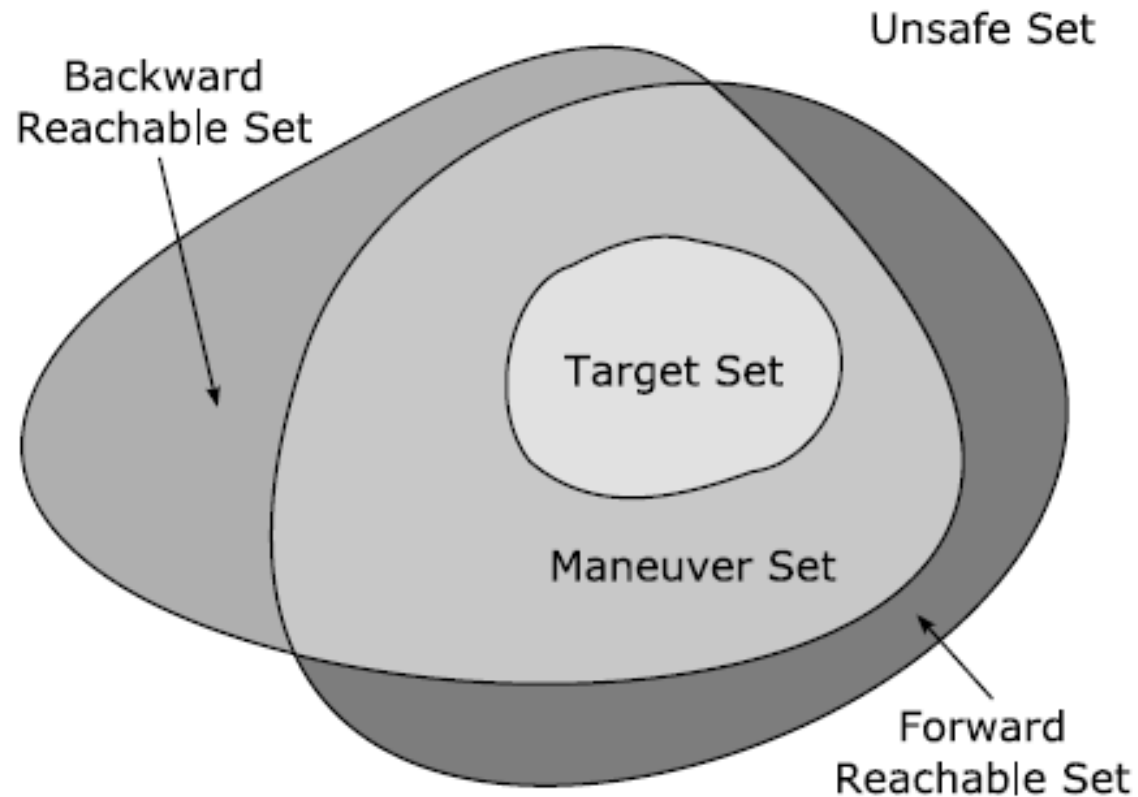 Unsafe Set
Backward
Reachable Set
Target Set
Maneuver Set
Forward
Reachable Set